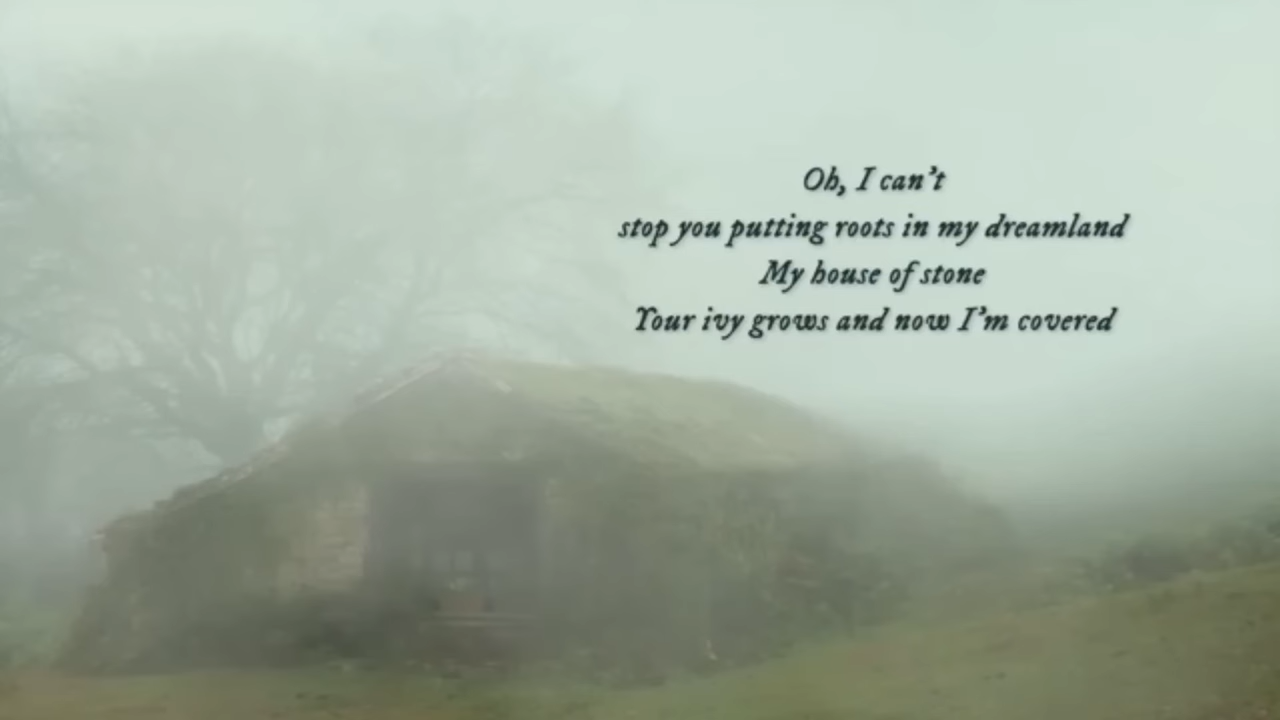 Oh, I can't
stop you putting roots in my dreamland
My house of stone
Your ivy grows and now I'm covered